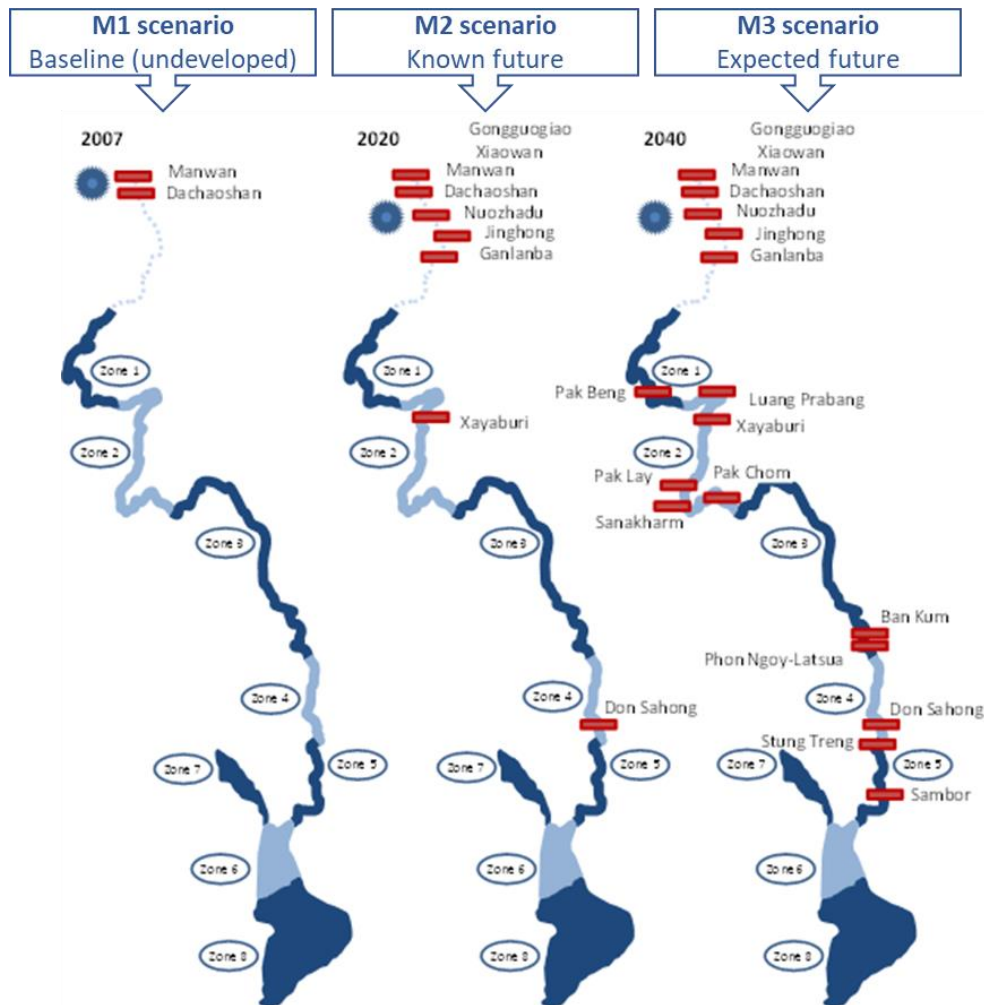 M1 scenario
Baseline (undeveloped)
M2 scenario
Known future
M3 scenario
Expected future
2007
Manwan
Dachaoshan
Zone 1
Zone 2
Zone 3
Zone 4
Zone 5
Zone 7
Zone 6
Zone 8
2020
Gongguogiao
Xiaowan
Manwan
Dachaoshan
Nuozhadu
Jinghong
Ganlanba
Zone 1
Xayaburi
Zone 2
Zone 3
Zone 4
Don Sahong
Zone 5
Zone 7
Zone 6
Zone 8
2040
Gongguogiao
Xiaowan
Manwan
Dachaoshan
Nuozhadu
Jinghong
Ganlanba
Zone 1
Pak Beng
Luang Prabang
Xayaburi
Zone 2
Pak Lay
Pak Chom
Sanakharm
Zone 3
Ban Kum
Phon Ngoy-Latsua
Zone 4
Don Sahong
Stung Treng
Zone 5
Zone 7
Sambor
Zone 6
Zone 8